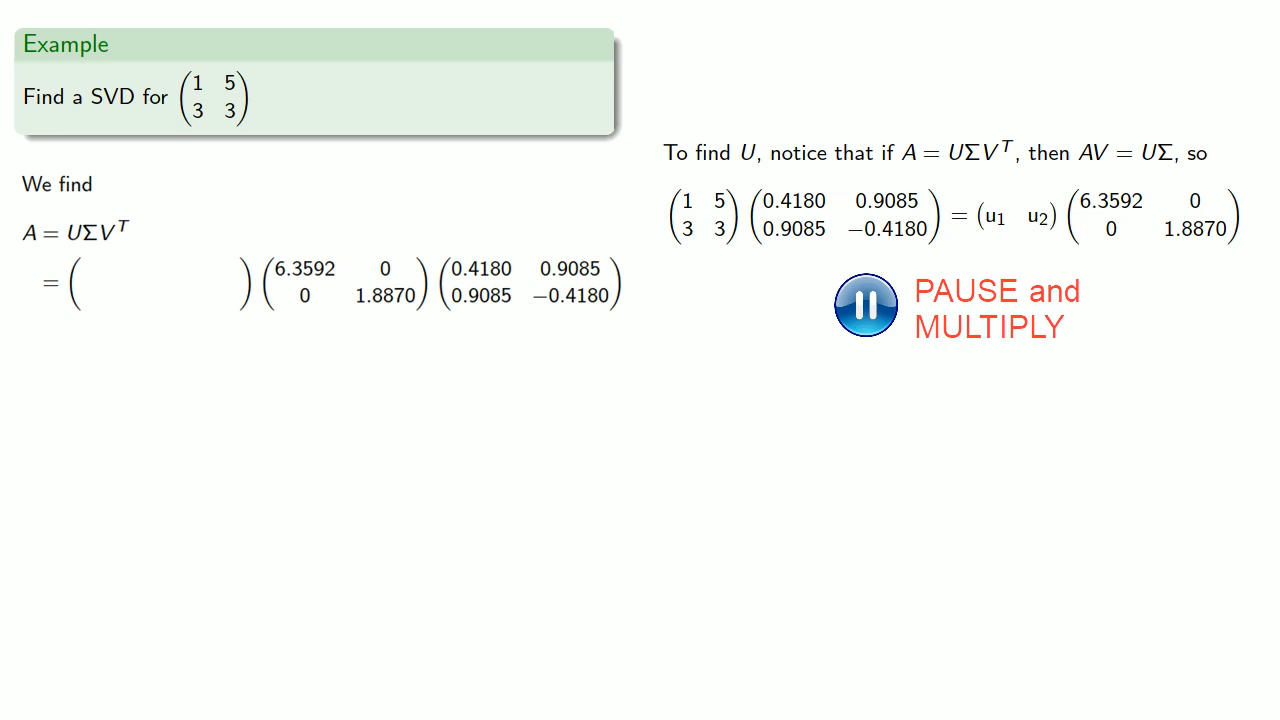 Example
Find a SVD for (1 5
3 3)
We find
A = UΣV^T
= ( ) (6.3592 0
0 1.8870) (0.4180 0.9085
0.9085 −0.4180)
To find U, notice that if A = UΣV^T, then AV = UΣ, so
(1 5
3 3) (0.4180 0.9085
0.9085 −0.4180) = (u₁ u₂) (6.3592 0
0 1.8870)
PAUSE and
MULTIPLY